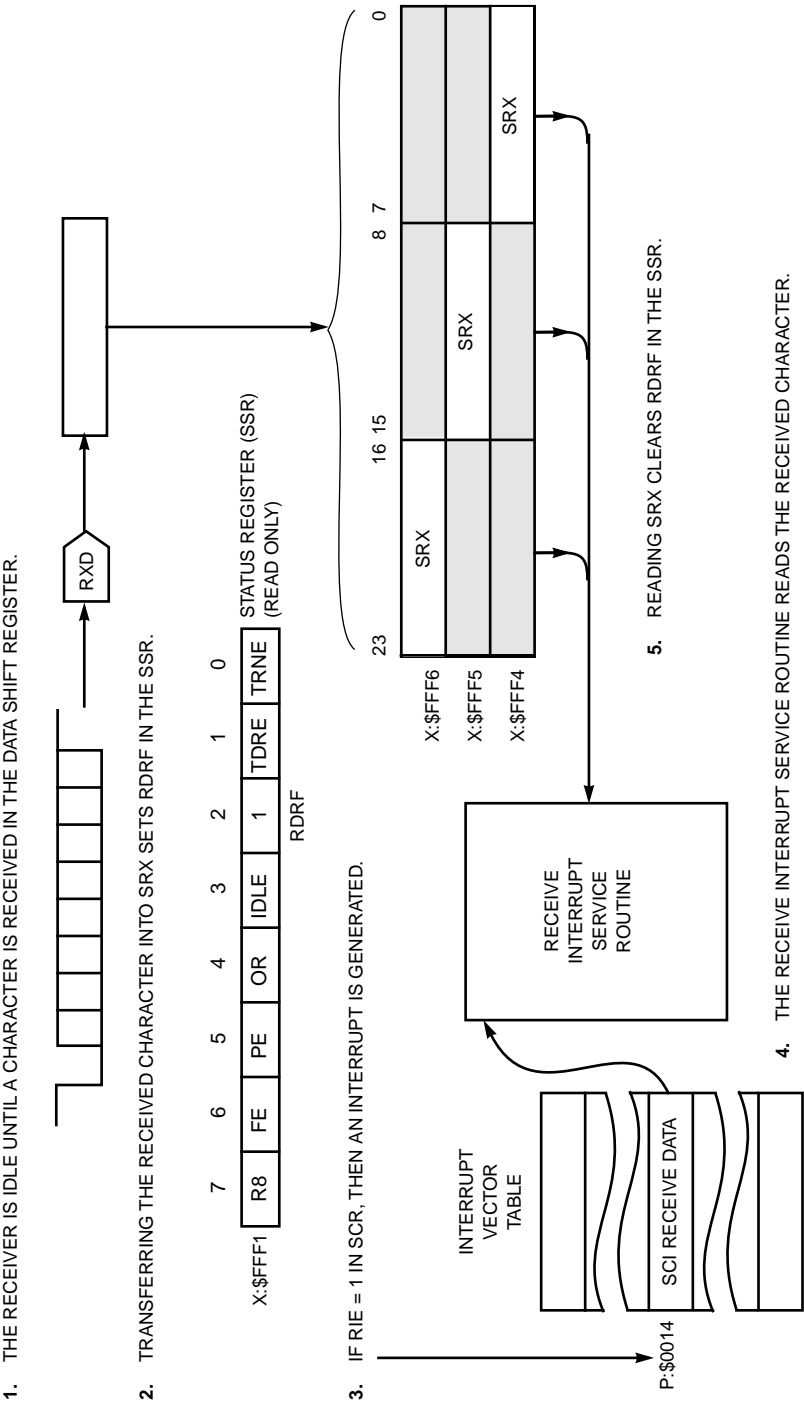 1. THE RECEIVER IS IDLE UNTIL A CHARACTER IS RECEIVED IN THE DATA SHIFT REGISTER.
RXD
2. TRANSFERRING THE RECEIVED CHARACTER INTO SRX SETS RDRF IN THE SSR.
7 6 5 4 3 2 1 0
X:$FFF1 R8 FE PE OR IDLE 1 TDRE TRNE STATUS REGISTER (SSR)
(READ ONLY)
RDRF
3. IF RIE = 1 IN SCR, THEN AN INTERRUPT IS GENERATED.
23 16 15 8 7 0
X:$FFF6 SRX
X:$FFF5 SRX
X:$FFF4 SRX
INTERRUPT
VECTOR
TABLE
P:$0014 SCI RECEIVE DATA
RECEIVE
INTERRUPT
SERVICE
ROUTINE
5. READING SRX CLEARS RDRF IN THE SSR.
4. THE RECEIVE INTERRUPT SERVICE ROUTINE READS THE RECEIVED CHARACTER.